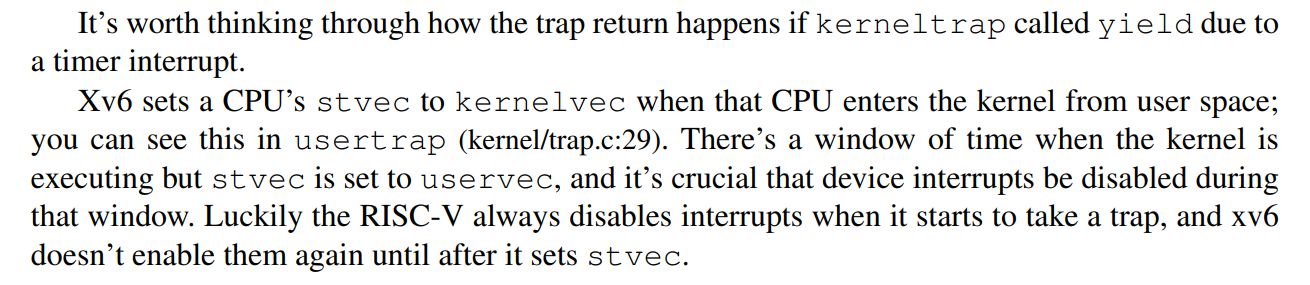 It’s worth thinking through how the trap return happens if kerneltrap called yield due to
a timer interrupt.
Xv6 sets a CPU’s stvec to kernelvec when that CPU enters the kernel from user space;
you can see this in usertrap (kernel/trap.c:29). There’s a window of time when the kernel is
executing but stvec is set to uservec, and it’s crucial that device interrupts be disabled during
that window. Luckily the RISC-V always disables interrupts when it starts to take a trap, and xv6
doesn’t enable them again until after it sets stvec.